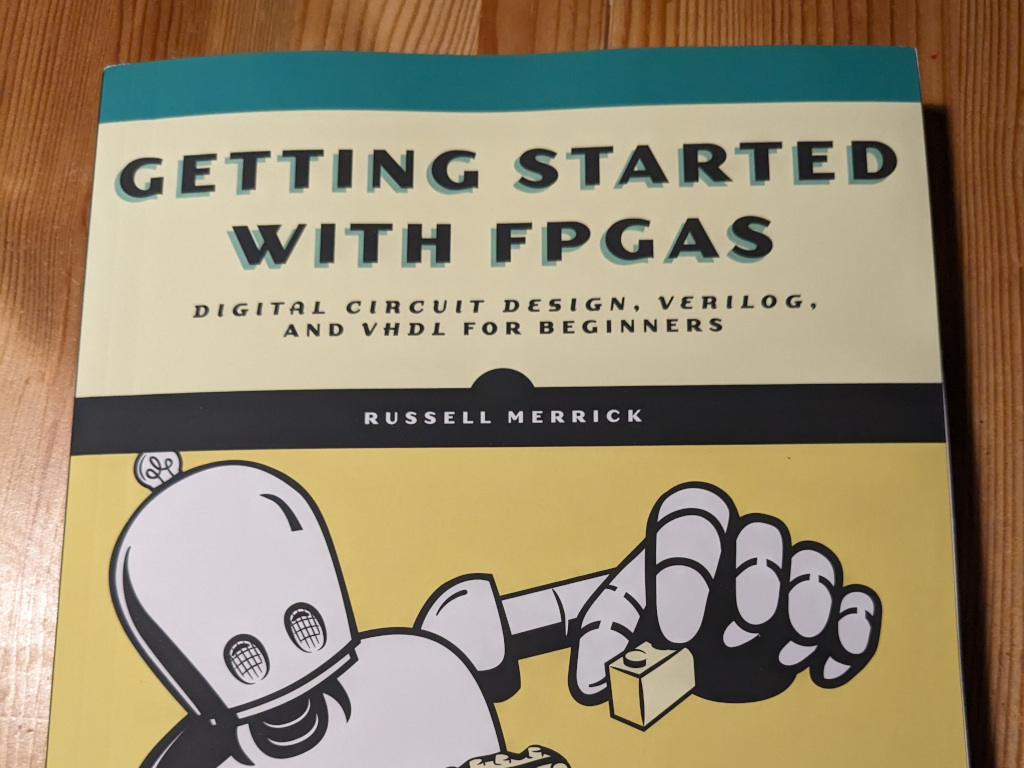 GETTING STARTED
WITH FPGAS
DIGITAL CIRCUIT DESIGN, VERILOG,
AND VHDL FOR BEGINNERS
RUSSELL MERRICK